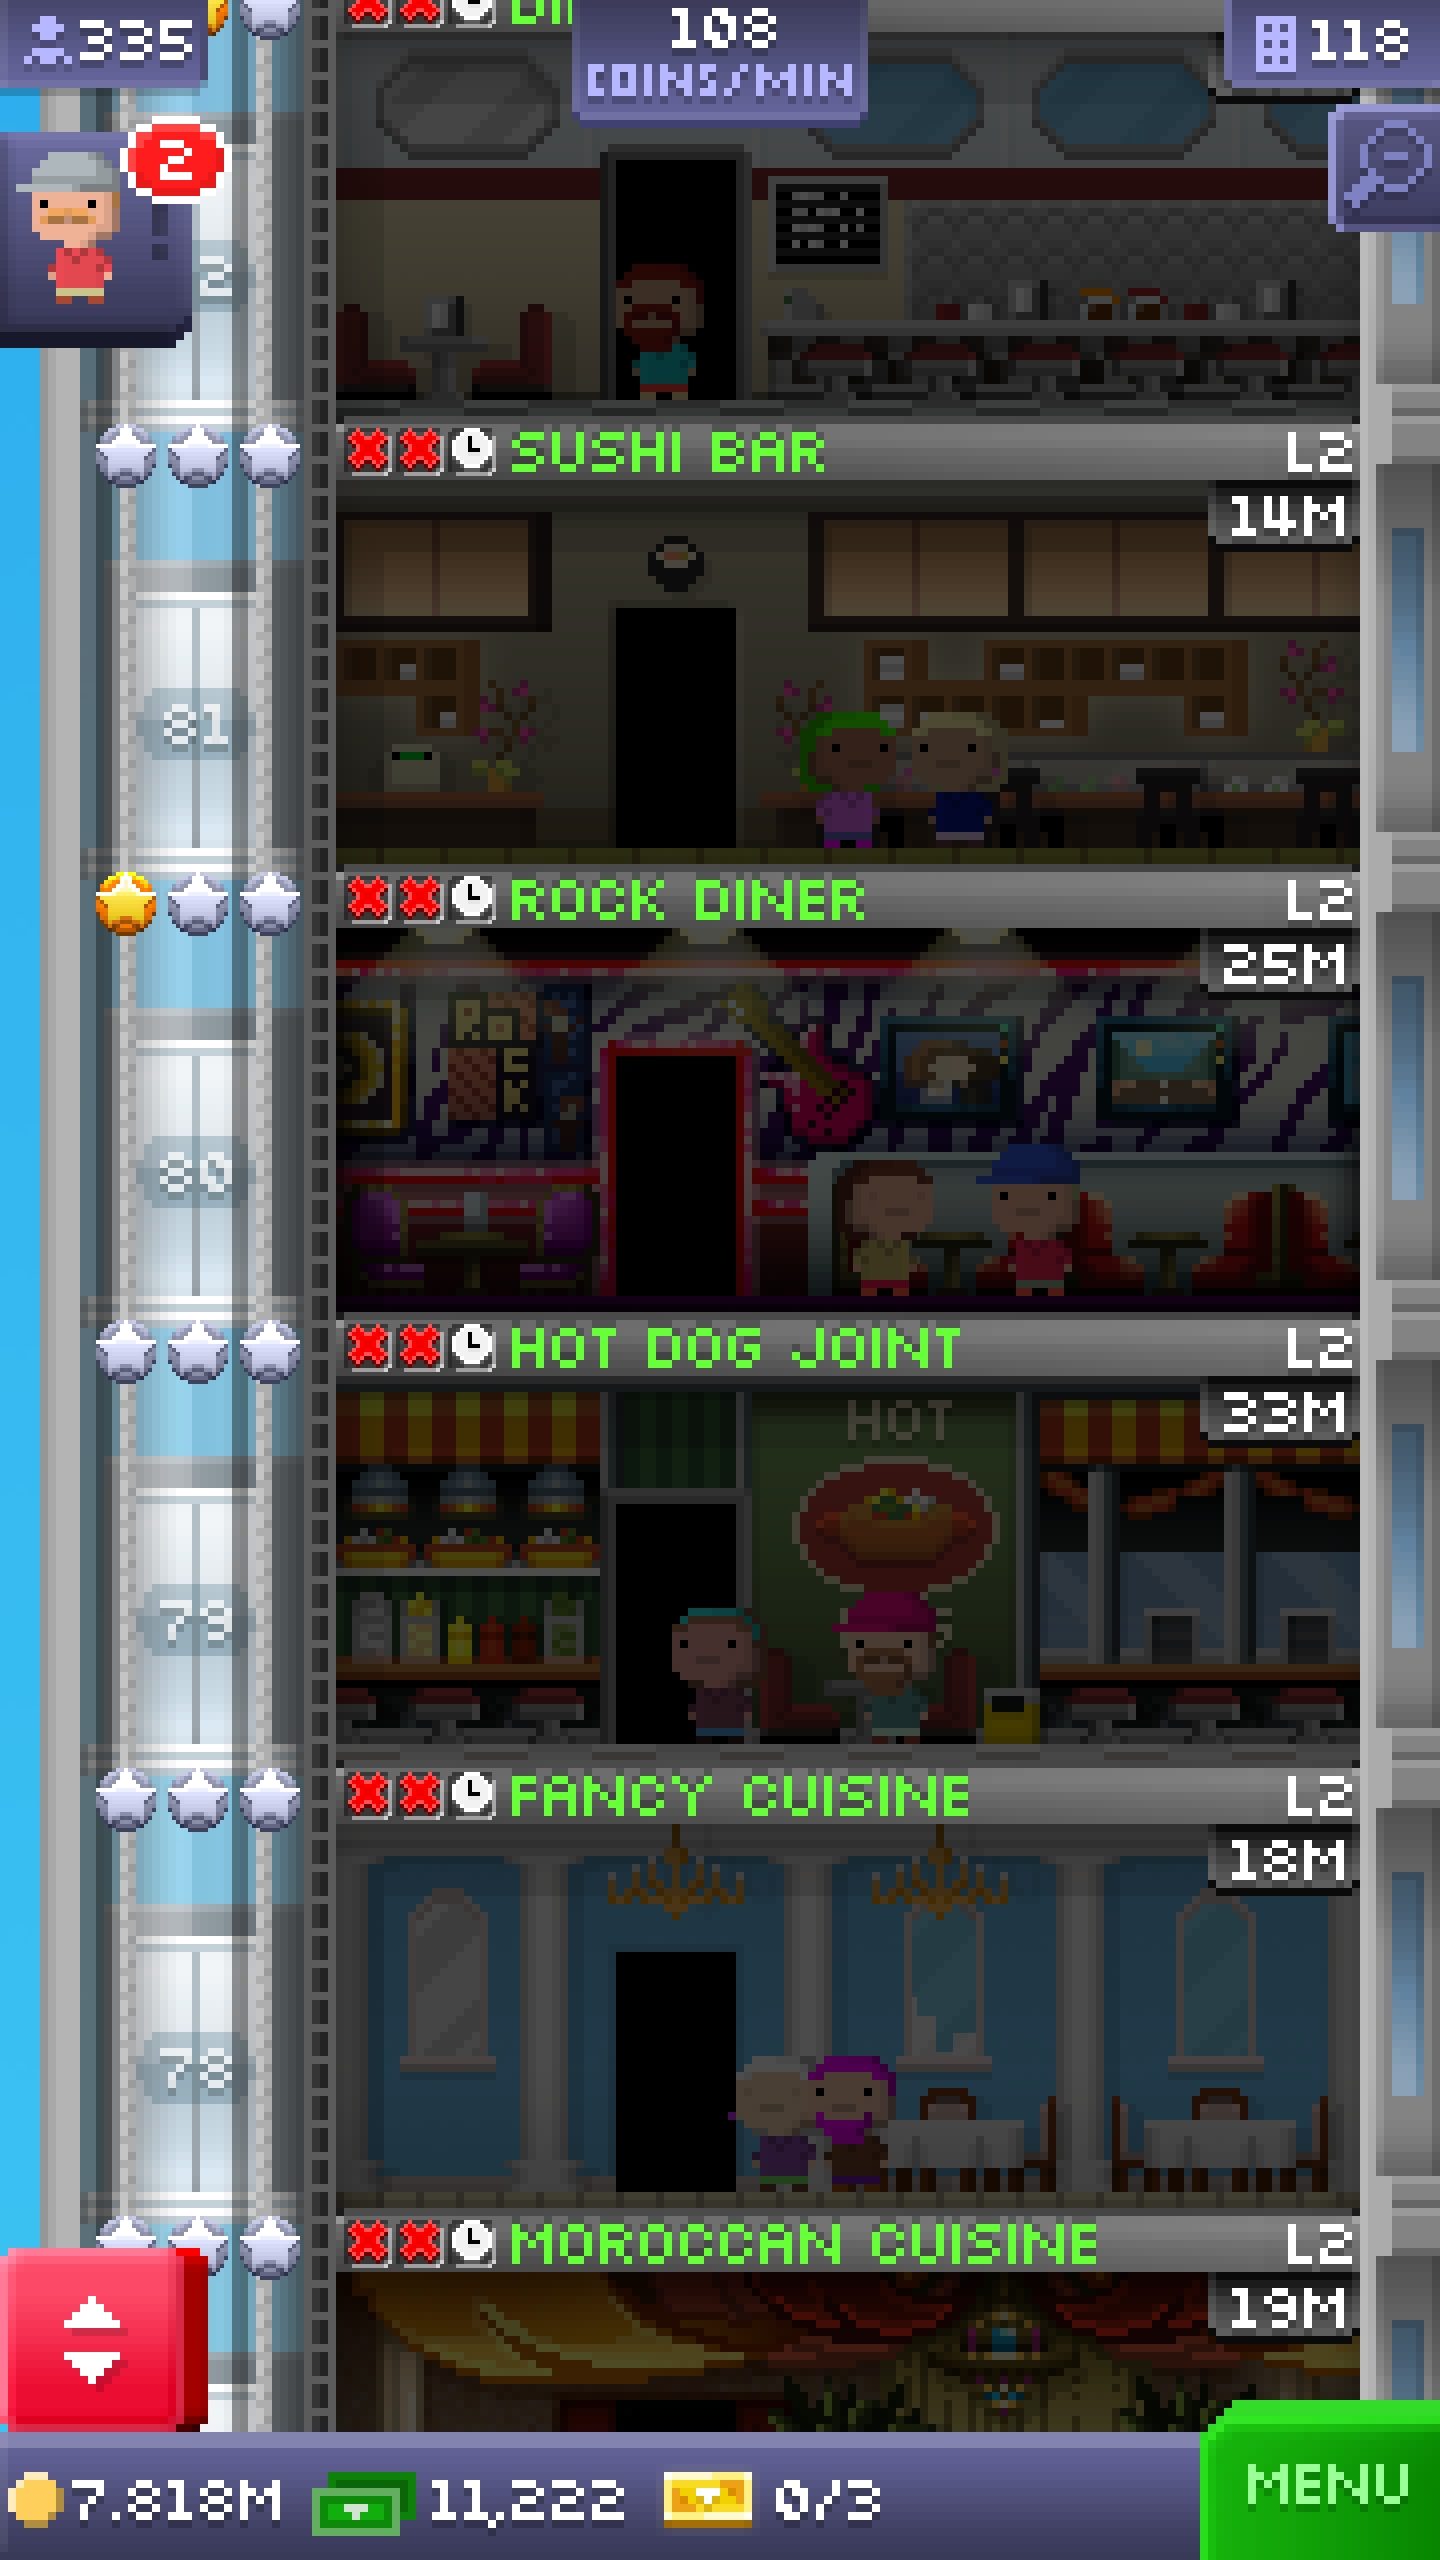 335
108
COINS/MIN
118
2
2
SUSHI BAR
L2
14M
81
ROCK DINER
L2
25M
ROCK
80
HOT DOG JOINT
L2
33M
HOT
79
FANCY CUISINE
L2
18M
78
MOROCCAN CUISINE
L2
19M
7.818M
11,222
0/3
MENU